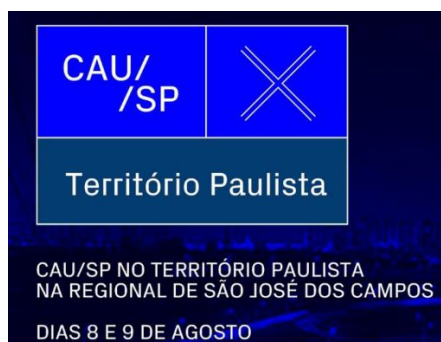 CAU/
/SP
Território Paulista
CAU/SP NO TERRITÓRIO PAULISTA
NA REGIONAL DE SÃO JOSÉ DOS CAMPOS
DIAS 8 E 9 DE AGOSTO